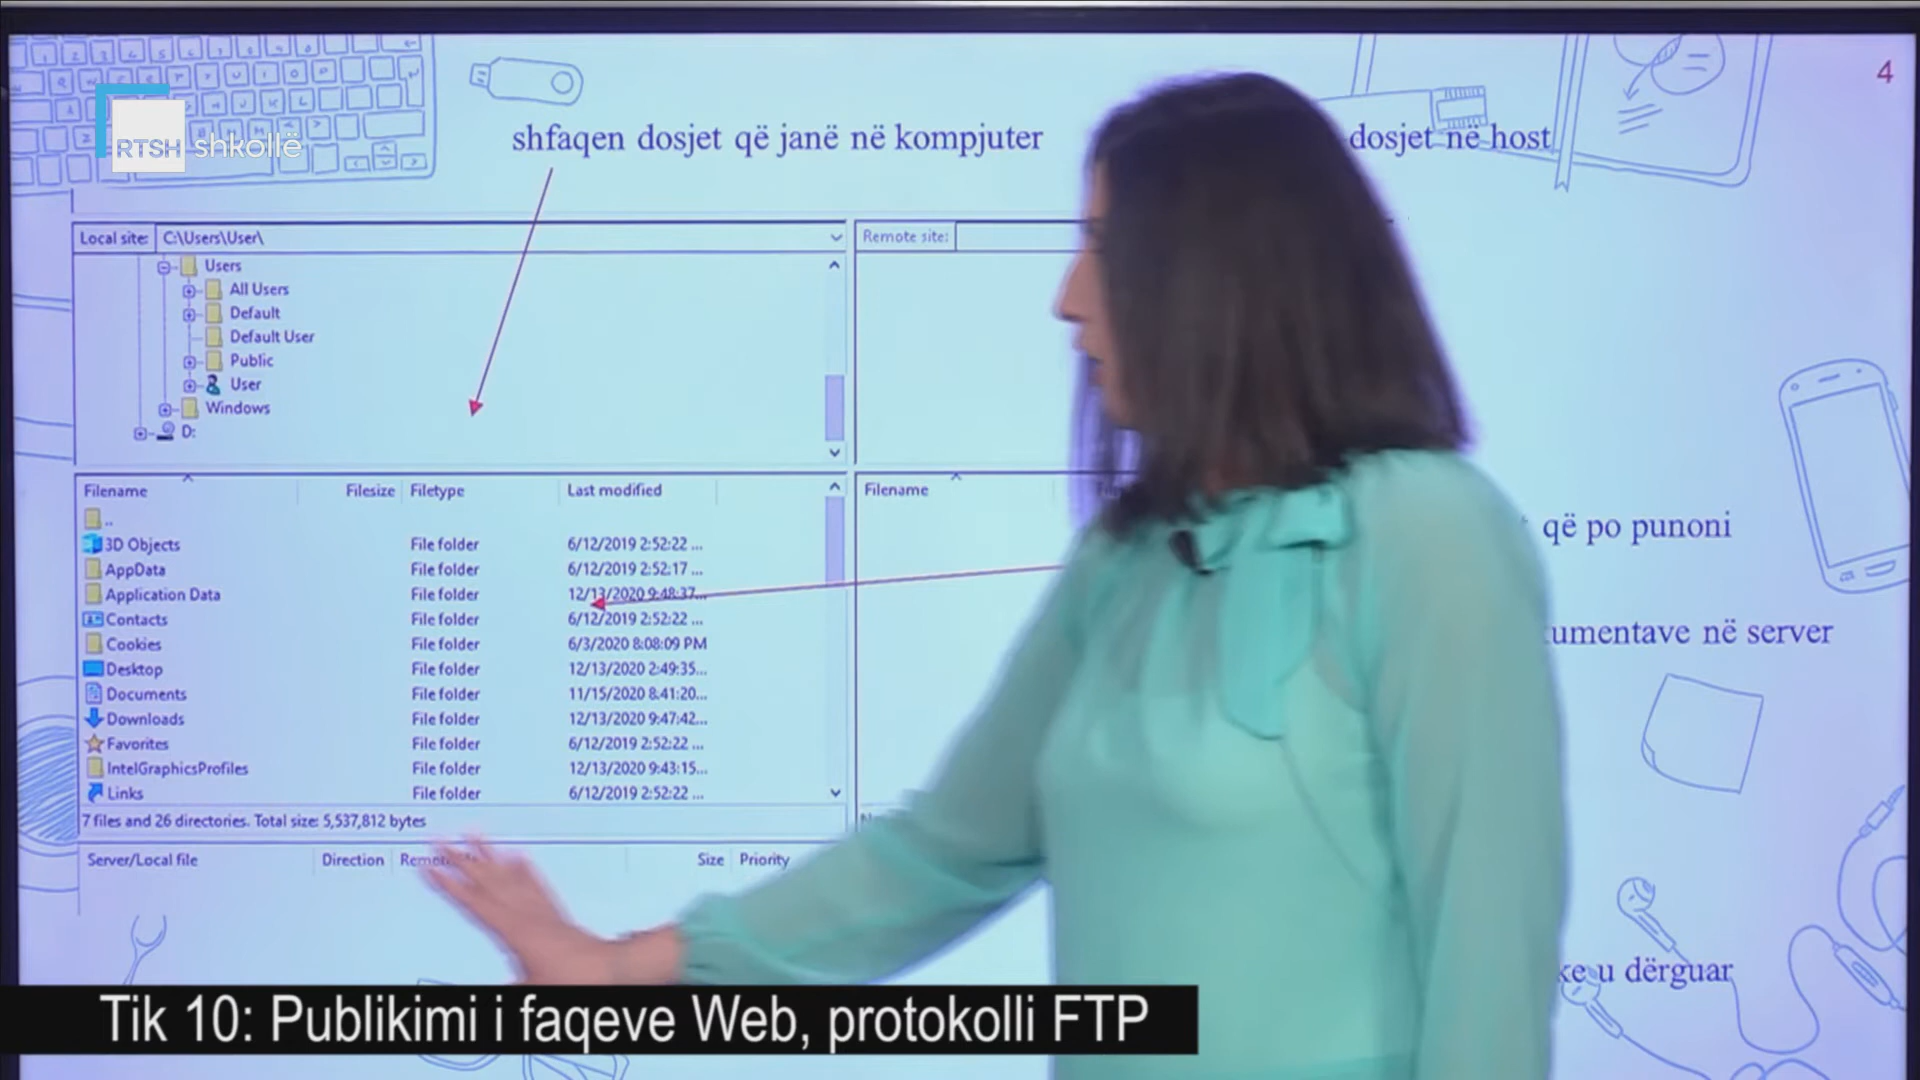 4
RTSH shkollë
shfaqen dosjet që janë në kompjuter
dosjet në host
Local site: C:\Users\User\
Remote site:
Users
All Users
Default
Default User
Public
User
Windows
D:
Filename Filesize Filetype Last modified
Filename
..
3D Objects File folder 6/12/2019 2:52:22 ...
AppData File folder 6/12/2019 2:52:17 ...
Application Data File folder 12/13/2020 9:48:37...
Contacts File folder 6/12/2019 2:52:22 ...
Cookies File folder 6/3/2020 8:08:09 PM
Desktop File folder 12/13/2020 2:49:35...
Documents File folder 11/15/2020 8:41:20...
Downloads File folder 12/13/2020 9:47:42...
Favorites File folder 6/12/2019 2:52:22 ...
IntelGraphicsProfiles File folder 12/13/2020 9:43:15...
Links File folder 6/12/2019 2:52:22 ...
7 files and 26 directories. Total size: 5,537,812 bytes
Server/Local file Direction Size Priority
që po punoni
në server
u dërguar
Tik 10: Publikimi i faqeve Web, protokolli FTP